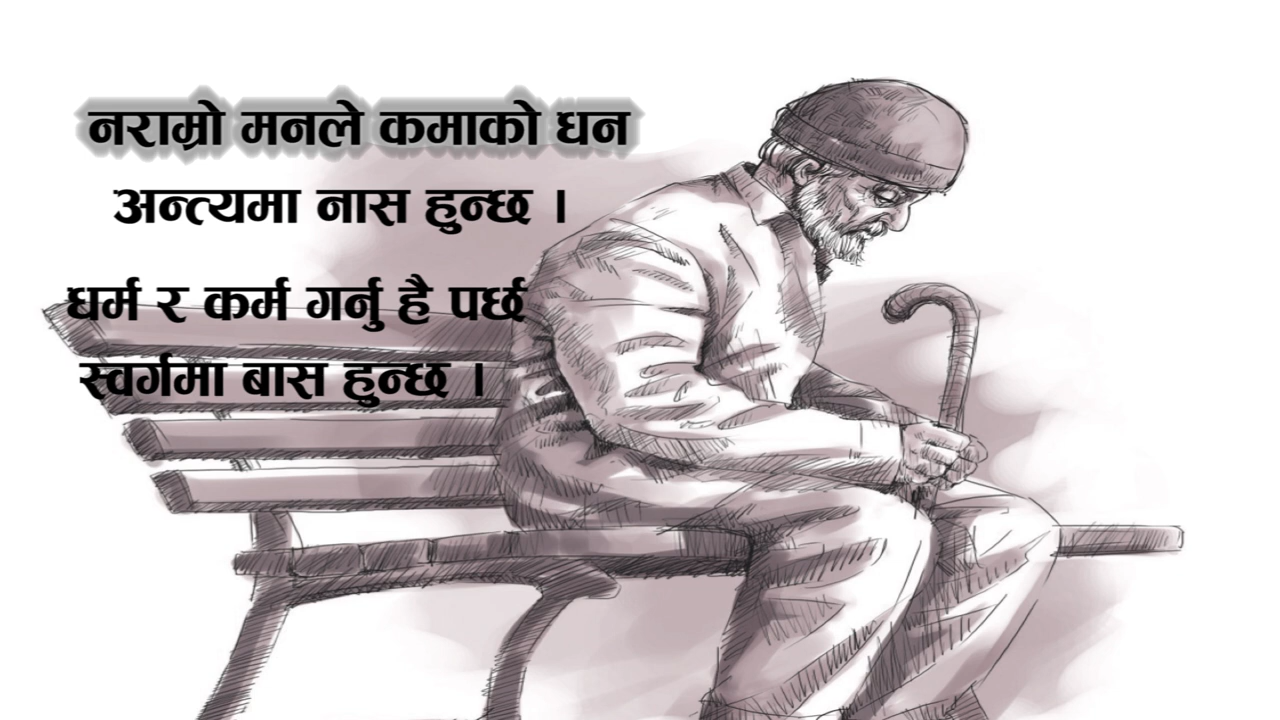 नराम्रो मनले कमाको धन
अन्त्यमा नास हुन्छ ।
धर्म र कर्म गर्नु है पर्छ
स्वर्गमा बास हुन्छ ।